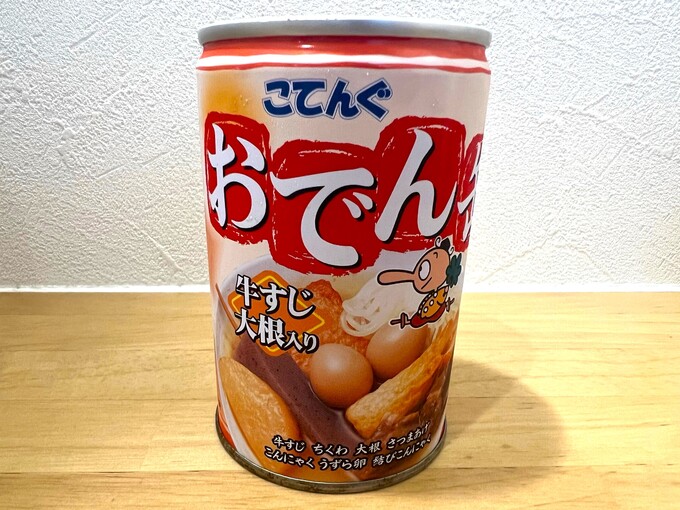 こてんぐ
おでん
牛すじ
大根入り
牛すじ ちくわ 大根 さつまあげ
こんにゃく うずら卵 結びこんにゃく